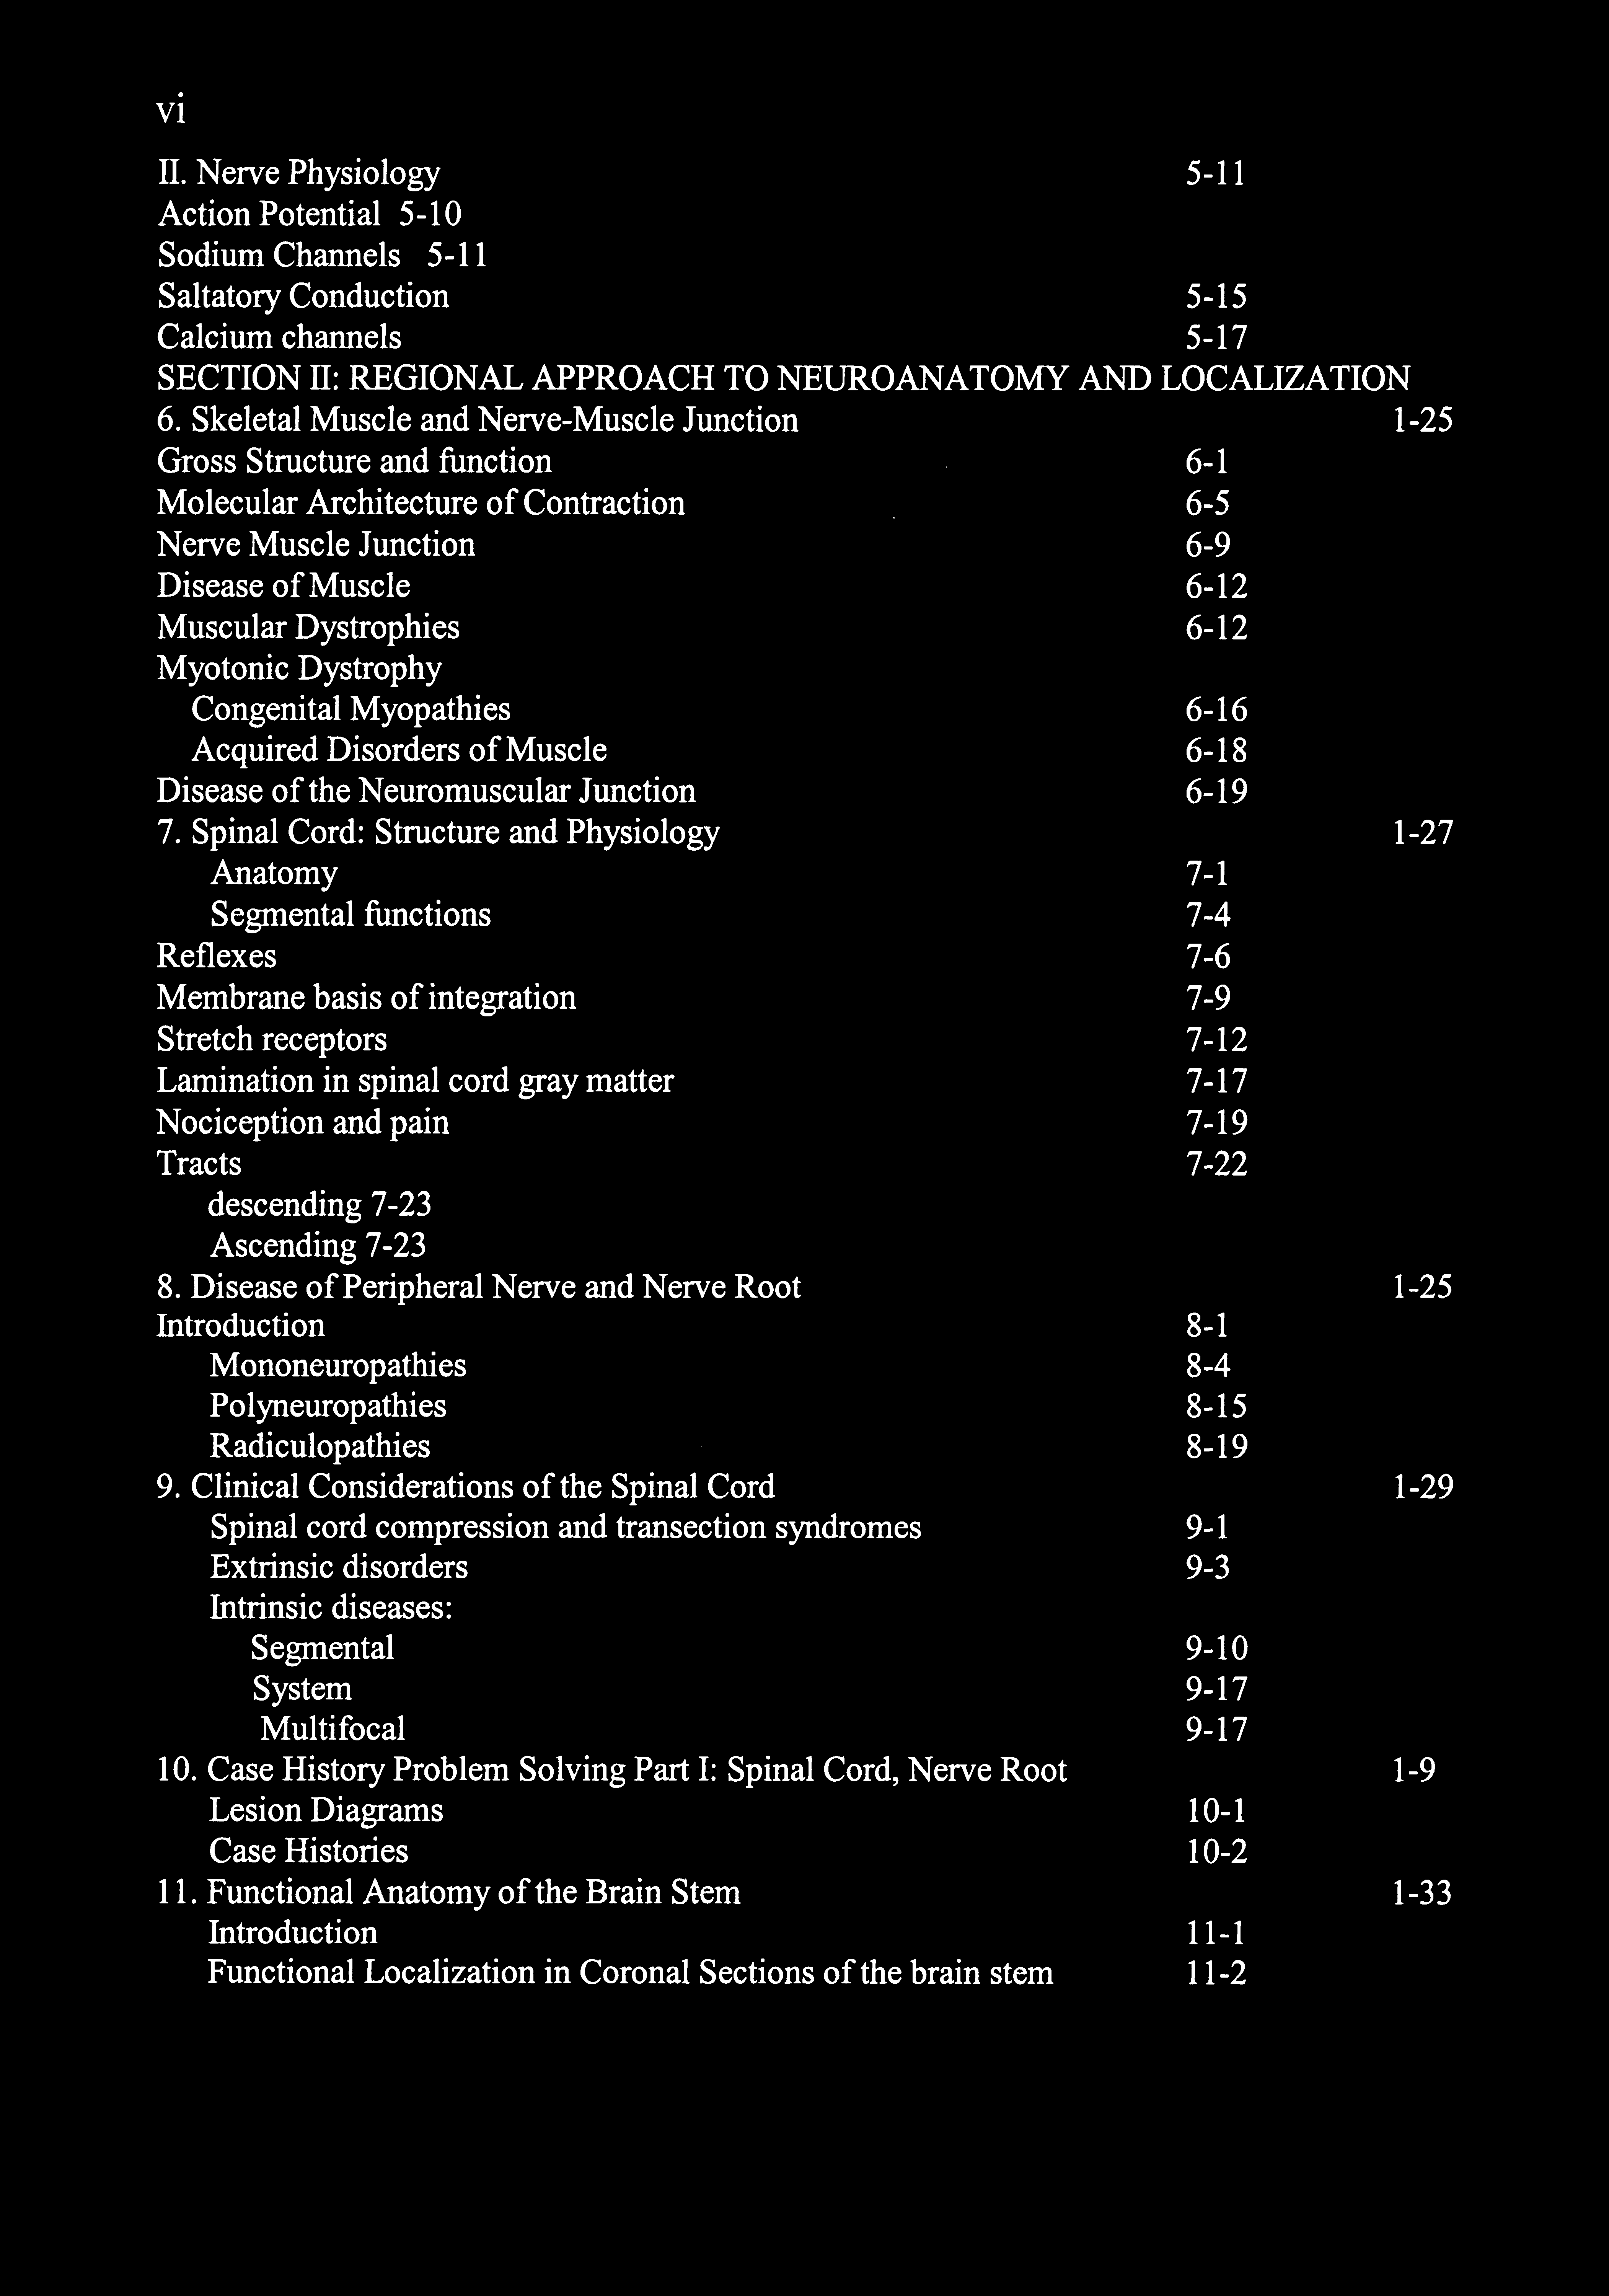 vi
II. Nerve Physiology 5-11
Action Potential 5-10
Sodium Channels 5-11
Saltatory Conduction 5-15
Calcium channels 5-17
SECTION II: REGIONAL APPROACH TO NEUROANATOMY AND LOCALIZATION
6. Skeletal Muscle and Nerve-Muscle Junction 1-25
Gross Structure and function 6-1
Molecular Architecture of Contraction 6-5
Nerve Muscle Junction 6-9
Disease of Muscle 6-12
Muscular Dystrophies 6-12
Myotonic Dystrophy
Congenital Myopathies 6-16
Acquired Disorders of Muscle 6-18
Disease of the Neuromuscular Junction 6-19
7. Spinal Cord: Structure and Physiology 1-27
Anatomy 7-1
Segmental functions 7-4
Reflexes 7-6
Membrane basis of integration 7-9
Stretch receptors 7-12
Lamination in spinal cord gray matter 7-17
Nociception and pain 7-19
Tracts 7-22
descending 7-23
Ascending 7-23
8. Disease of Peripheral Nerve and Nerve Root 1-25
Introduction 8-1
Mononeuropathies 8-4
Polyneuropathies 8-15
Radiculopathies 8-19
9. Clinical Considerations of the Spinal Cord 1-29
Spinal cord compression and transection syndromes 9-1
Extrinsic disorders 9-3
Intrinsic diseases:
Segmental 9-10
System 9-17
Multifocal 9-17
10. Case History Problem Solving Part I: Spinal Cord, Nerve Root 1-9
Lesion Diagrams 10-1
Case Histories 10-2
11. Functional Anatomy of the Brain Stem 1-33
Introduction 11-1
Functional Localization in Coronal Sections of the brain stem 11-2